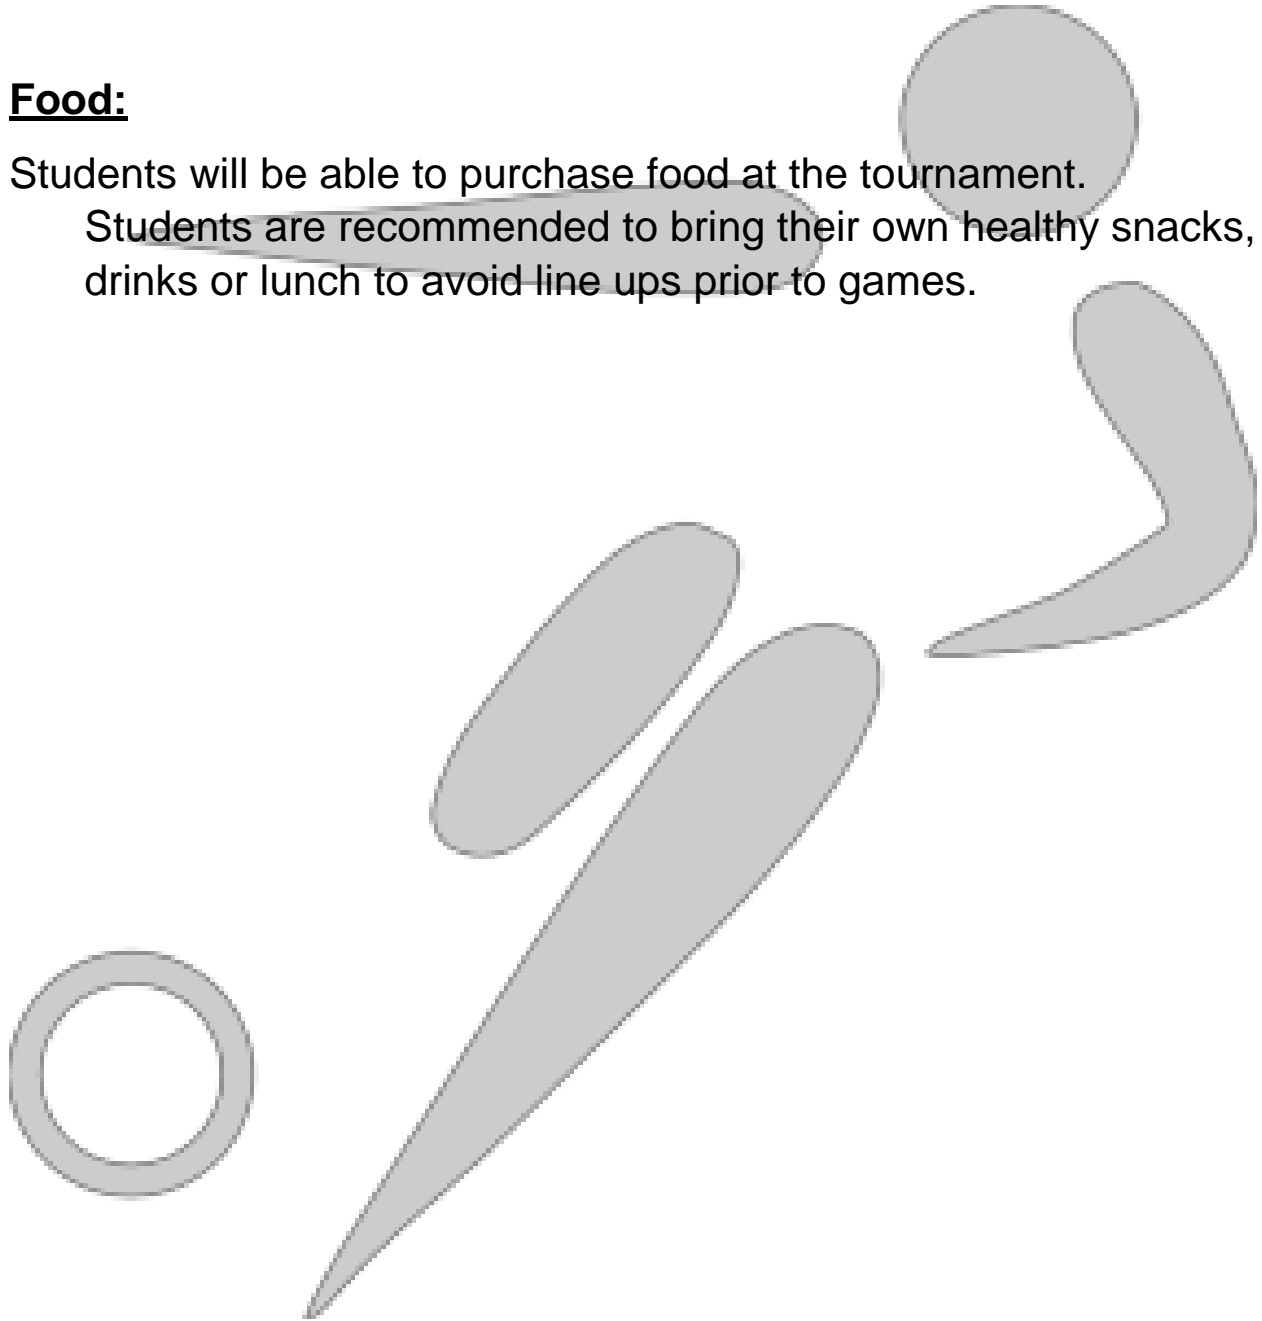 Food:
Students will be able to purchase food at the tournament.
Students are recommended to bring their own healthy snacks,
drinks or lunch to avoid line ups prior to games.